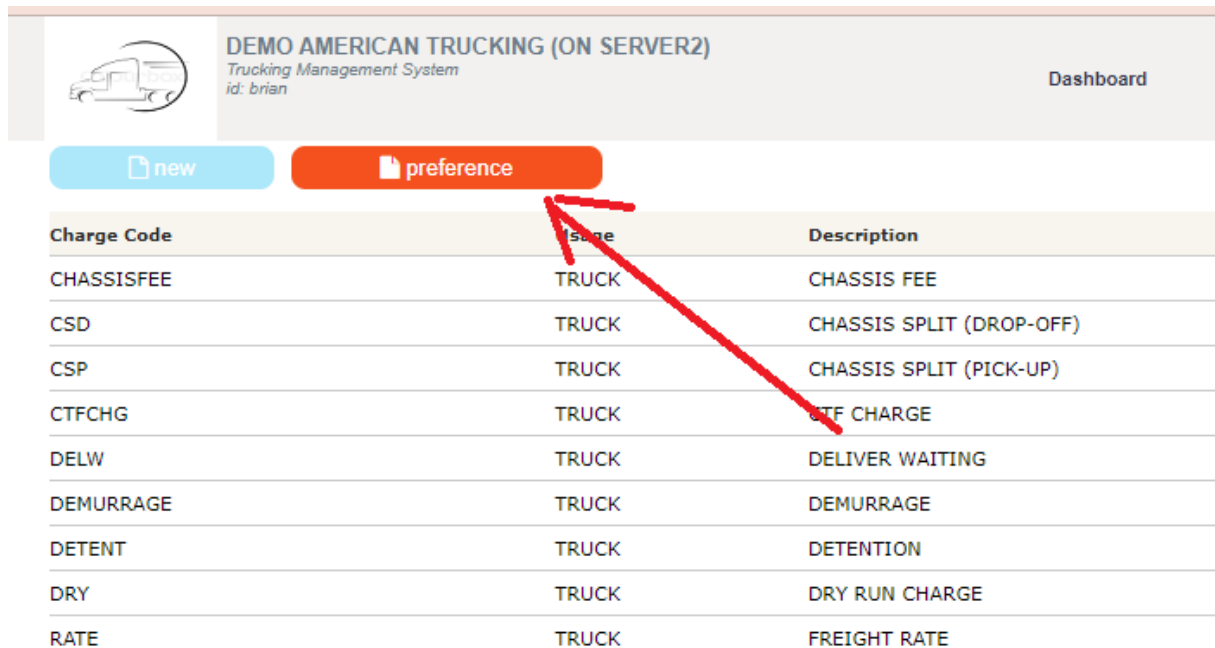 DEMO AMERICAN TRUCKING (ON SERVER2)
Trucking Management System
id: brian
Dashboard
new
preference
Charge Code Usage Description
CHASSISFEE TRUCK CHASSIS FEE
CSD TRUCK CHASSIS SPLIT (DROP-OFF)
CSP TRUCK CHASSIS SPLIT (PICK-UP)
CTFCHG TRUCK CTF CHARGE
DELW TRUCK DELIVER WAITING
DEMURRAGE TRUCK DEMURRAGE
DETENT TRUCK DETENTION
DRY TRUCK DRY RUN CHARGE
RATE TRUCK FREIGHT RATE